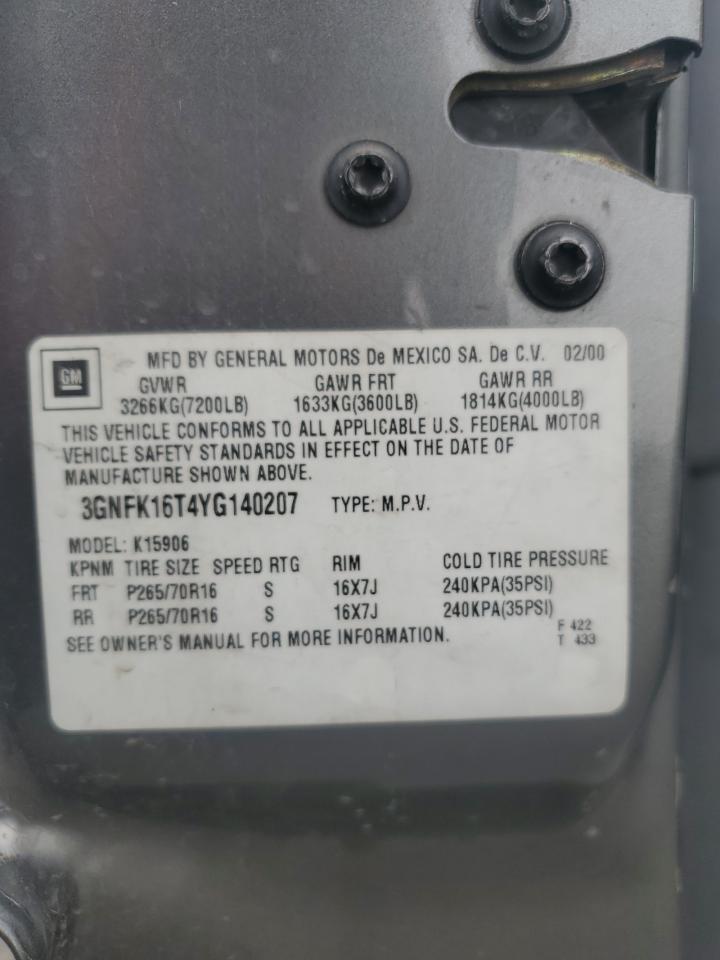 GM
MFD BY GENERAL MOTORS De MEXICO SA. De C.V. 02/00
GVWR GAWR FRT GAWR RR
3266KG(7200LB) 1633KG(3600LB) 1814KG(4000LB)
THIS VEHICLE CONFORMS TO ALL APPLICABLE U.S. FEDERAL MOTOR
VEHICLE SAFETY STANDARDS IN EFFECT ON THE DATE OF
MANUFACTURE SHOWN ABOVE.
3GNFK16T4YG140207 TYPE: M.P.V.
MODEL: K15906
KPNM TIRE SIZE SPEED RTG RIM COLD TIRE PRESSURE
FRT P265/70R16 S 16X7J 240KPA(35PSI)
RR P265/70R16 S 16X7J 240KPA(35PSI)
SEE OWNER'S MANUAL FOR MORE INFORMATION.
F 422
T 433